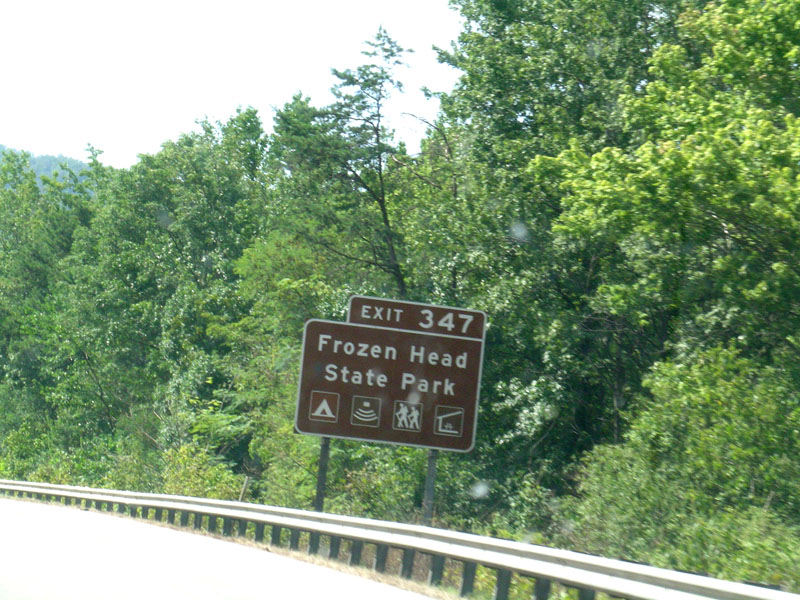 EXIT 347
Frozen Head
State Park